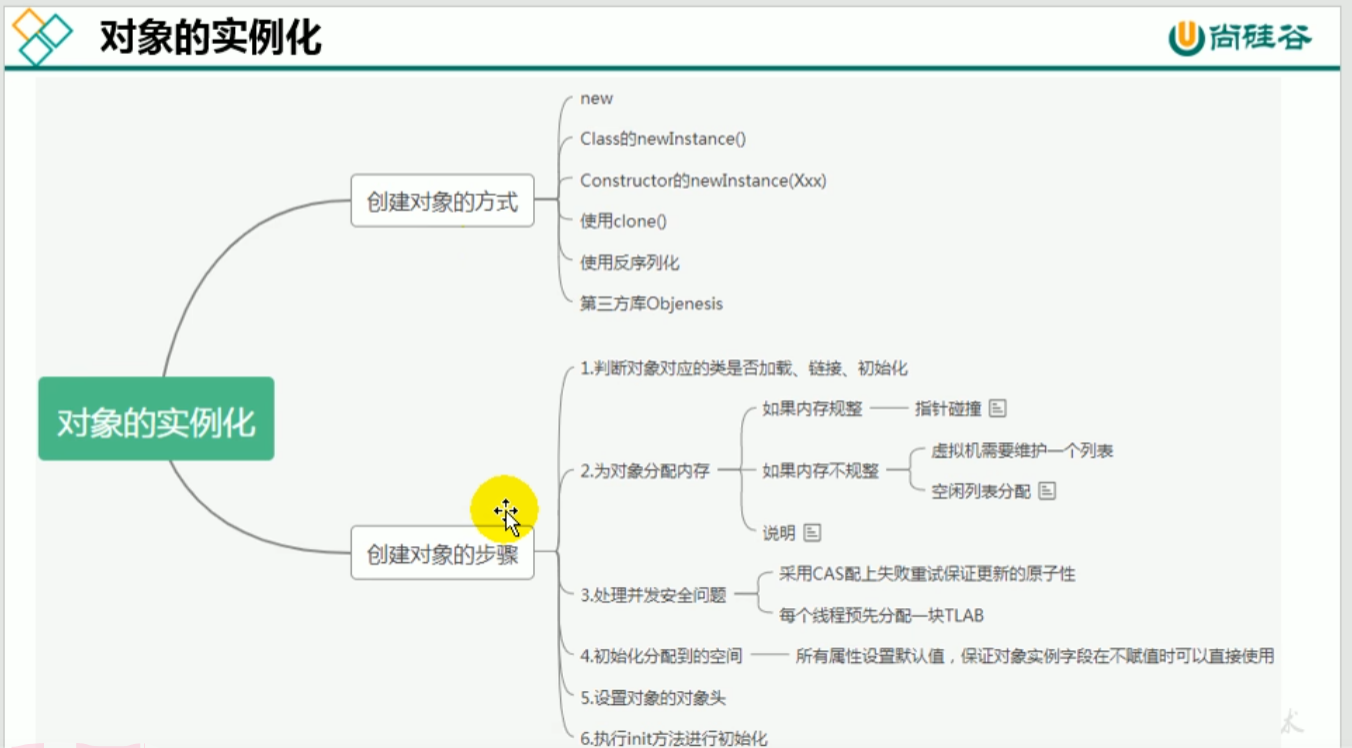 对象的实例化
尚硅谷
new
Class的newInstance()
Constructor的newInstance(Xxx)
创建对象的方式
使用clone()
使用反序列化
第三方库Objenesis
1.判断对象对应的类是否加载、链接、初始化
如果内存规整
指针碰撞
对象的实例化
虚拟机需要维护一个列表
2.为对象分配内存
如果内存不规整
空闲列表分配
说明
创建对象的步骤
采用CAS配上失败重试保证更新的原子性
3.处理并发安全问题
每个线程预先分配一块TLAB
4.初始化分配到的空间
所有属性设置默认值，保证对象实例字段在不赋值时可以直接使用
5.设置对象的对象头
6.执行init方法进行初始化
术